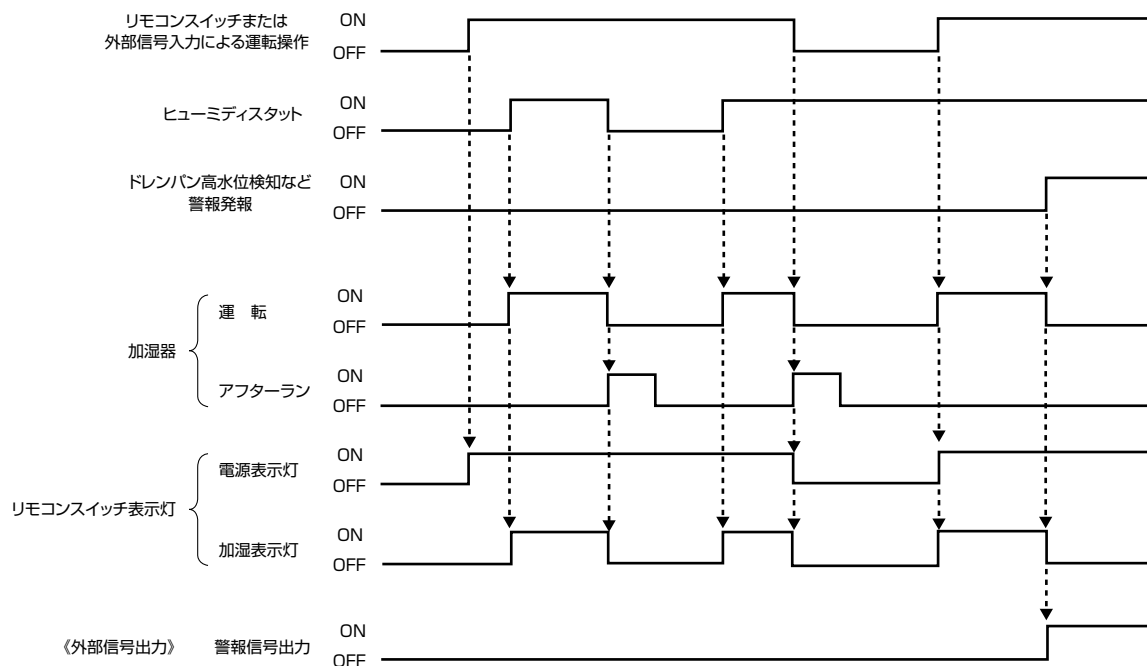 リモコンスイッチまたは
外部信号入力による運転操作
ON
OFF
ヒューミディスタット
ON
OFF
ドレンパン高水位検知など
警報発報
ON
OFF
加湿器
運 転
ON
OFF
アフターラン
ON
OFF
リモコンスイッチ表示灯
電源表示灯
ON
OFF
加湿表示灯
ON
OFF
《外部信号出力》 警報信号出力
ON
OFF